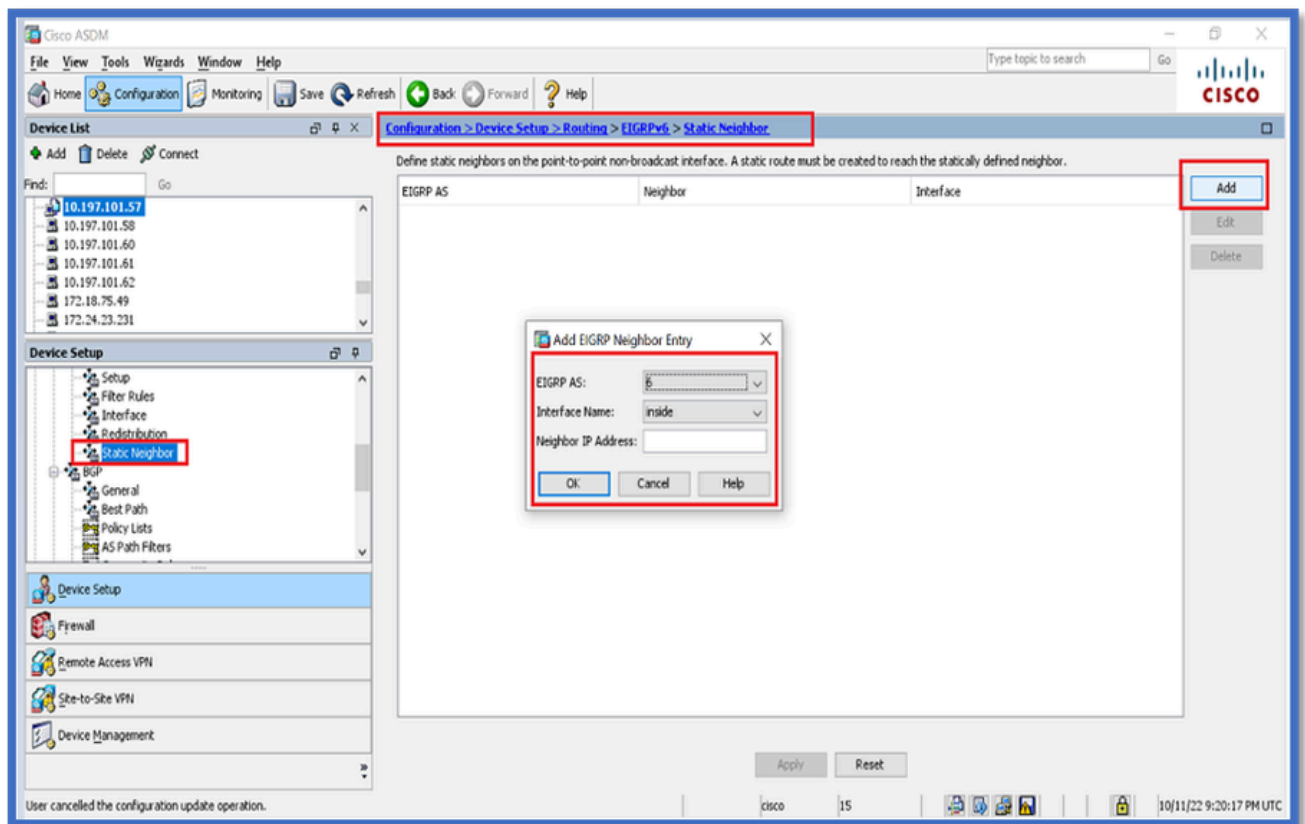 Cisco ASDM
File View Tools Wizards Window Help
Type topic to search Go
Home Configuration Monitoring Save Refresh Back Forward Help
CISCO
Device List
Configuration > Device Setup > Routing > EIGRPv6 > Static Neighbor
Add Delete Connect
Define static neighbors on the point-to-point non-broadcast interface. A static route must be created to reach the statically defined neighbor.
Find: Go
EIGRP AS Neighbor Interface
Add
Edit
Delete
10.197.101.57
10.197.101.58
10.197.101.60
10.197.101.61
10.197.101.62
172.18.75.49
172.24.23.231
Add EIGRP Neighbor Entry
EIGRP AS: 6
Interface Name: inside
Neighbor IP Address:
OK Cancel Help
Device Setup
Setup
Filter Rules
Interface
Redistribution
Static Neighbor
BGP
General
Best Path
Policy Lists
AS Path Filters
Device Setup
Firewall
Remote Access VPN
Site-to-Site VPN
Device Management
Apply Reset
User cancelled the configuration update operation.
cisco 15 10/11/22 9:20:17 PM UTC